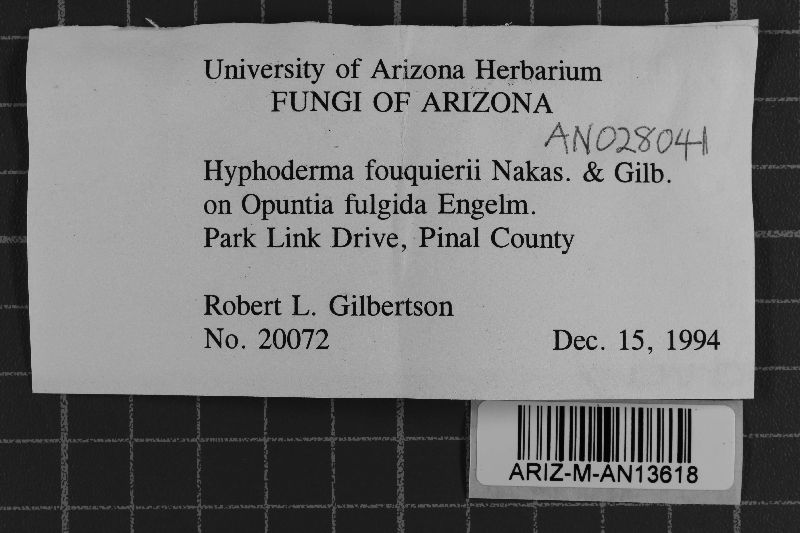 University of Arizona Herbarium
FUNGI OF ARIZONA
AN028041
Hyphoderma fouquierii Nakas. & Gilb.
on Opuntia fulgida Engelm.
Park Link Drive, Pinal County
Robert L. Gilbertson
No. 20072 Dec. 15, 1994
ARIZ-M-AN13618